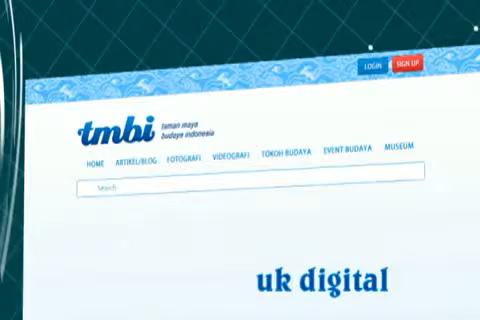 LOGIN SIGN UP
tmbi taman maya
budaya indonesia
HOME ARTIKEL/BLOG FOTOGRAFI VIDEOGRAFI TOKOH BUDAYA EVENT BUDAYA MUSEUM
Search
uk digital